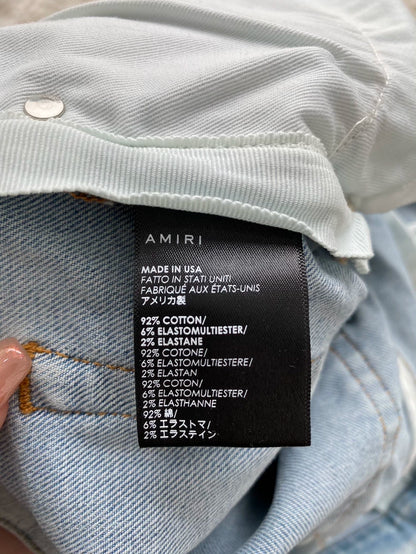 AMIRI
MADE IN USA
FATTO IN STATI UNITI
FABRIQUÉ AUX ÉTATS-UNIS
アメリカ製
92% COTTON/
6% ELASTOMULTIESTER/
2% ELASTANE
92% COTONE/
6% ELASTOMULTIESTERE/
2% ELASTAN
92% COTON/
6% ELASTOMULTIESTER/
2% ELASTHANNE
92% 綿/
6% エラストマ/
2% エラステイン